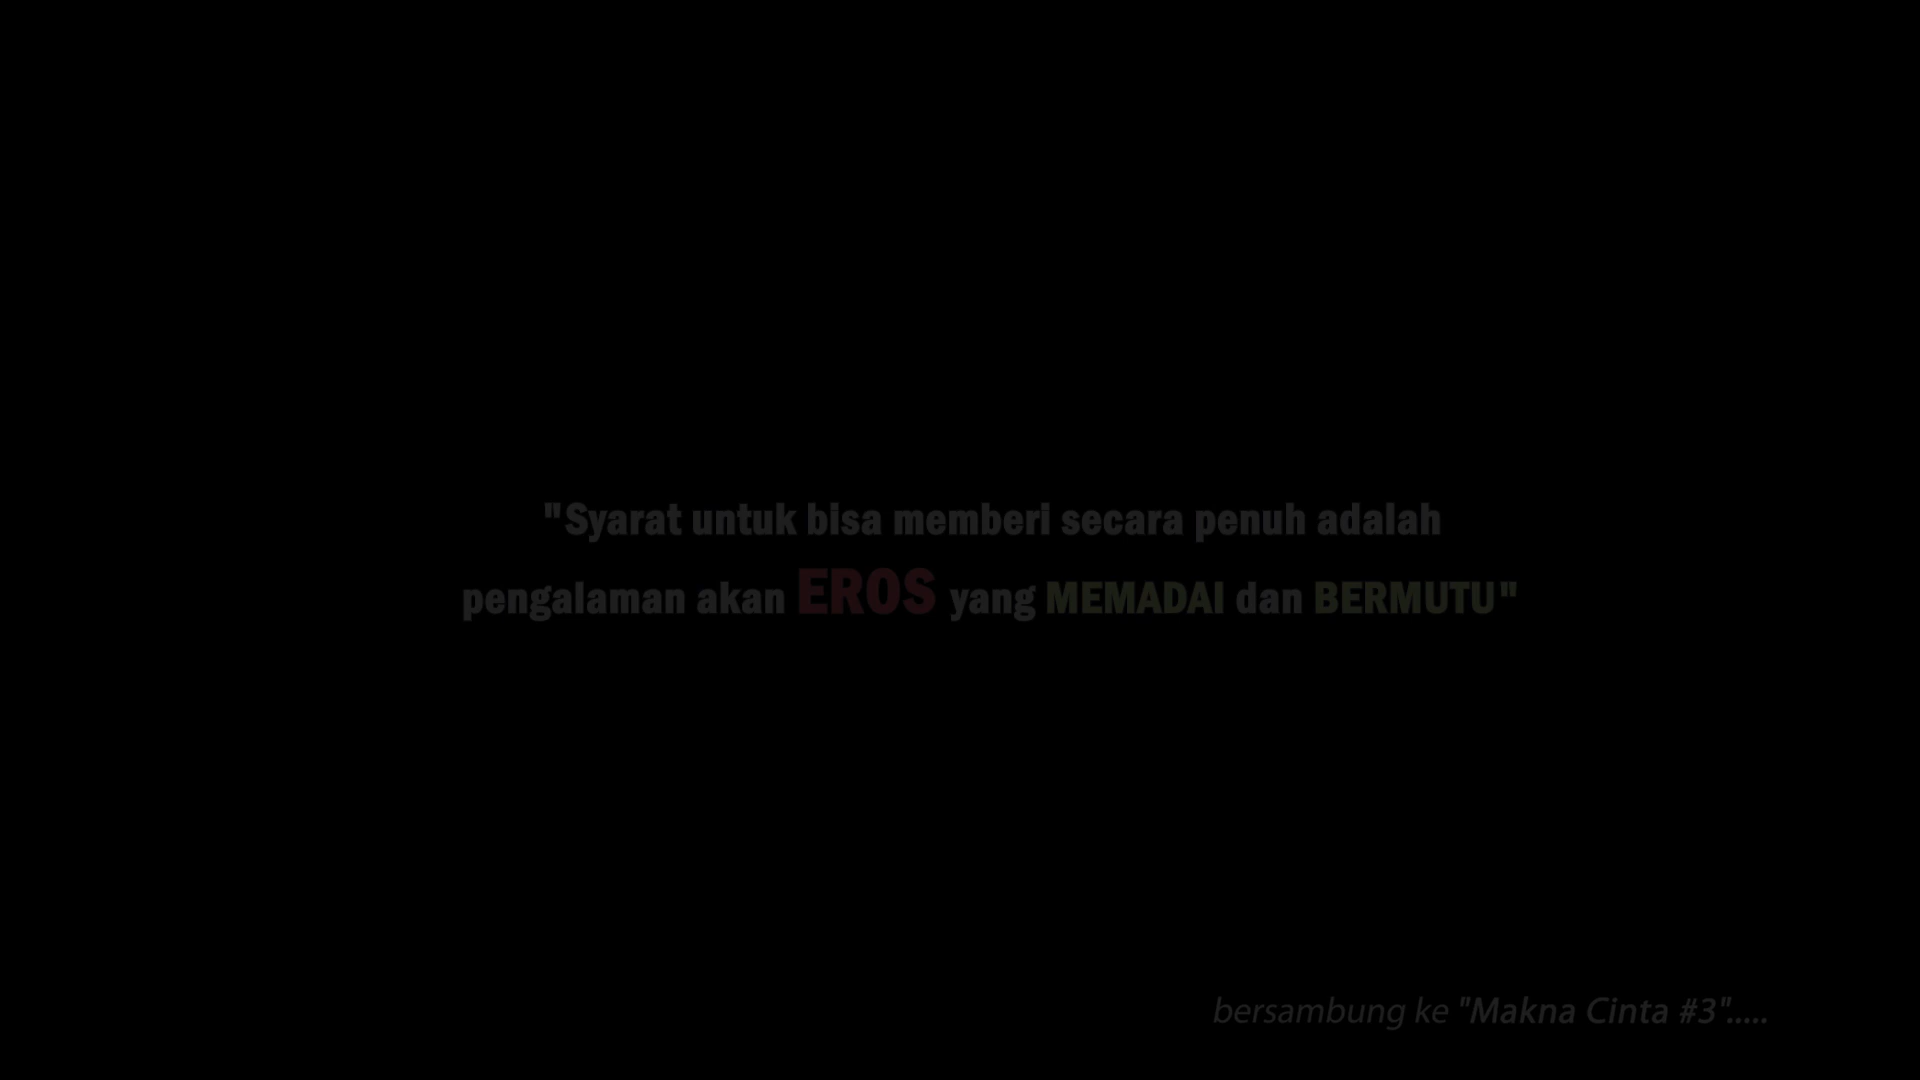 "Syarat untuk bisa memberi secara penuh adalah
pengalaman akan EROS yang MEMADAI dan BERMUTU"
bersambung ke "Makna Cinta #3".....